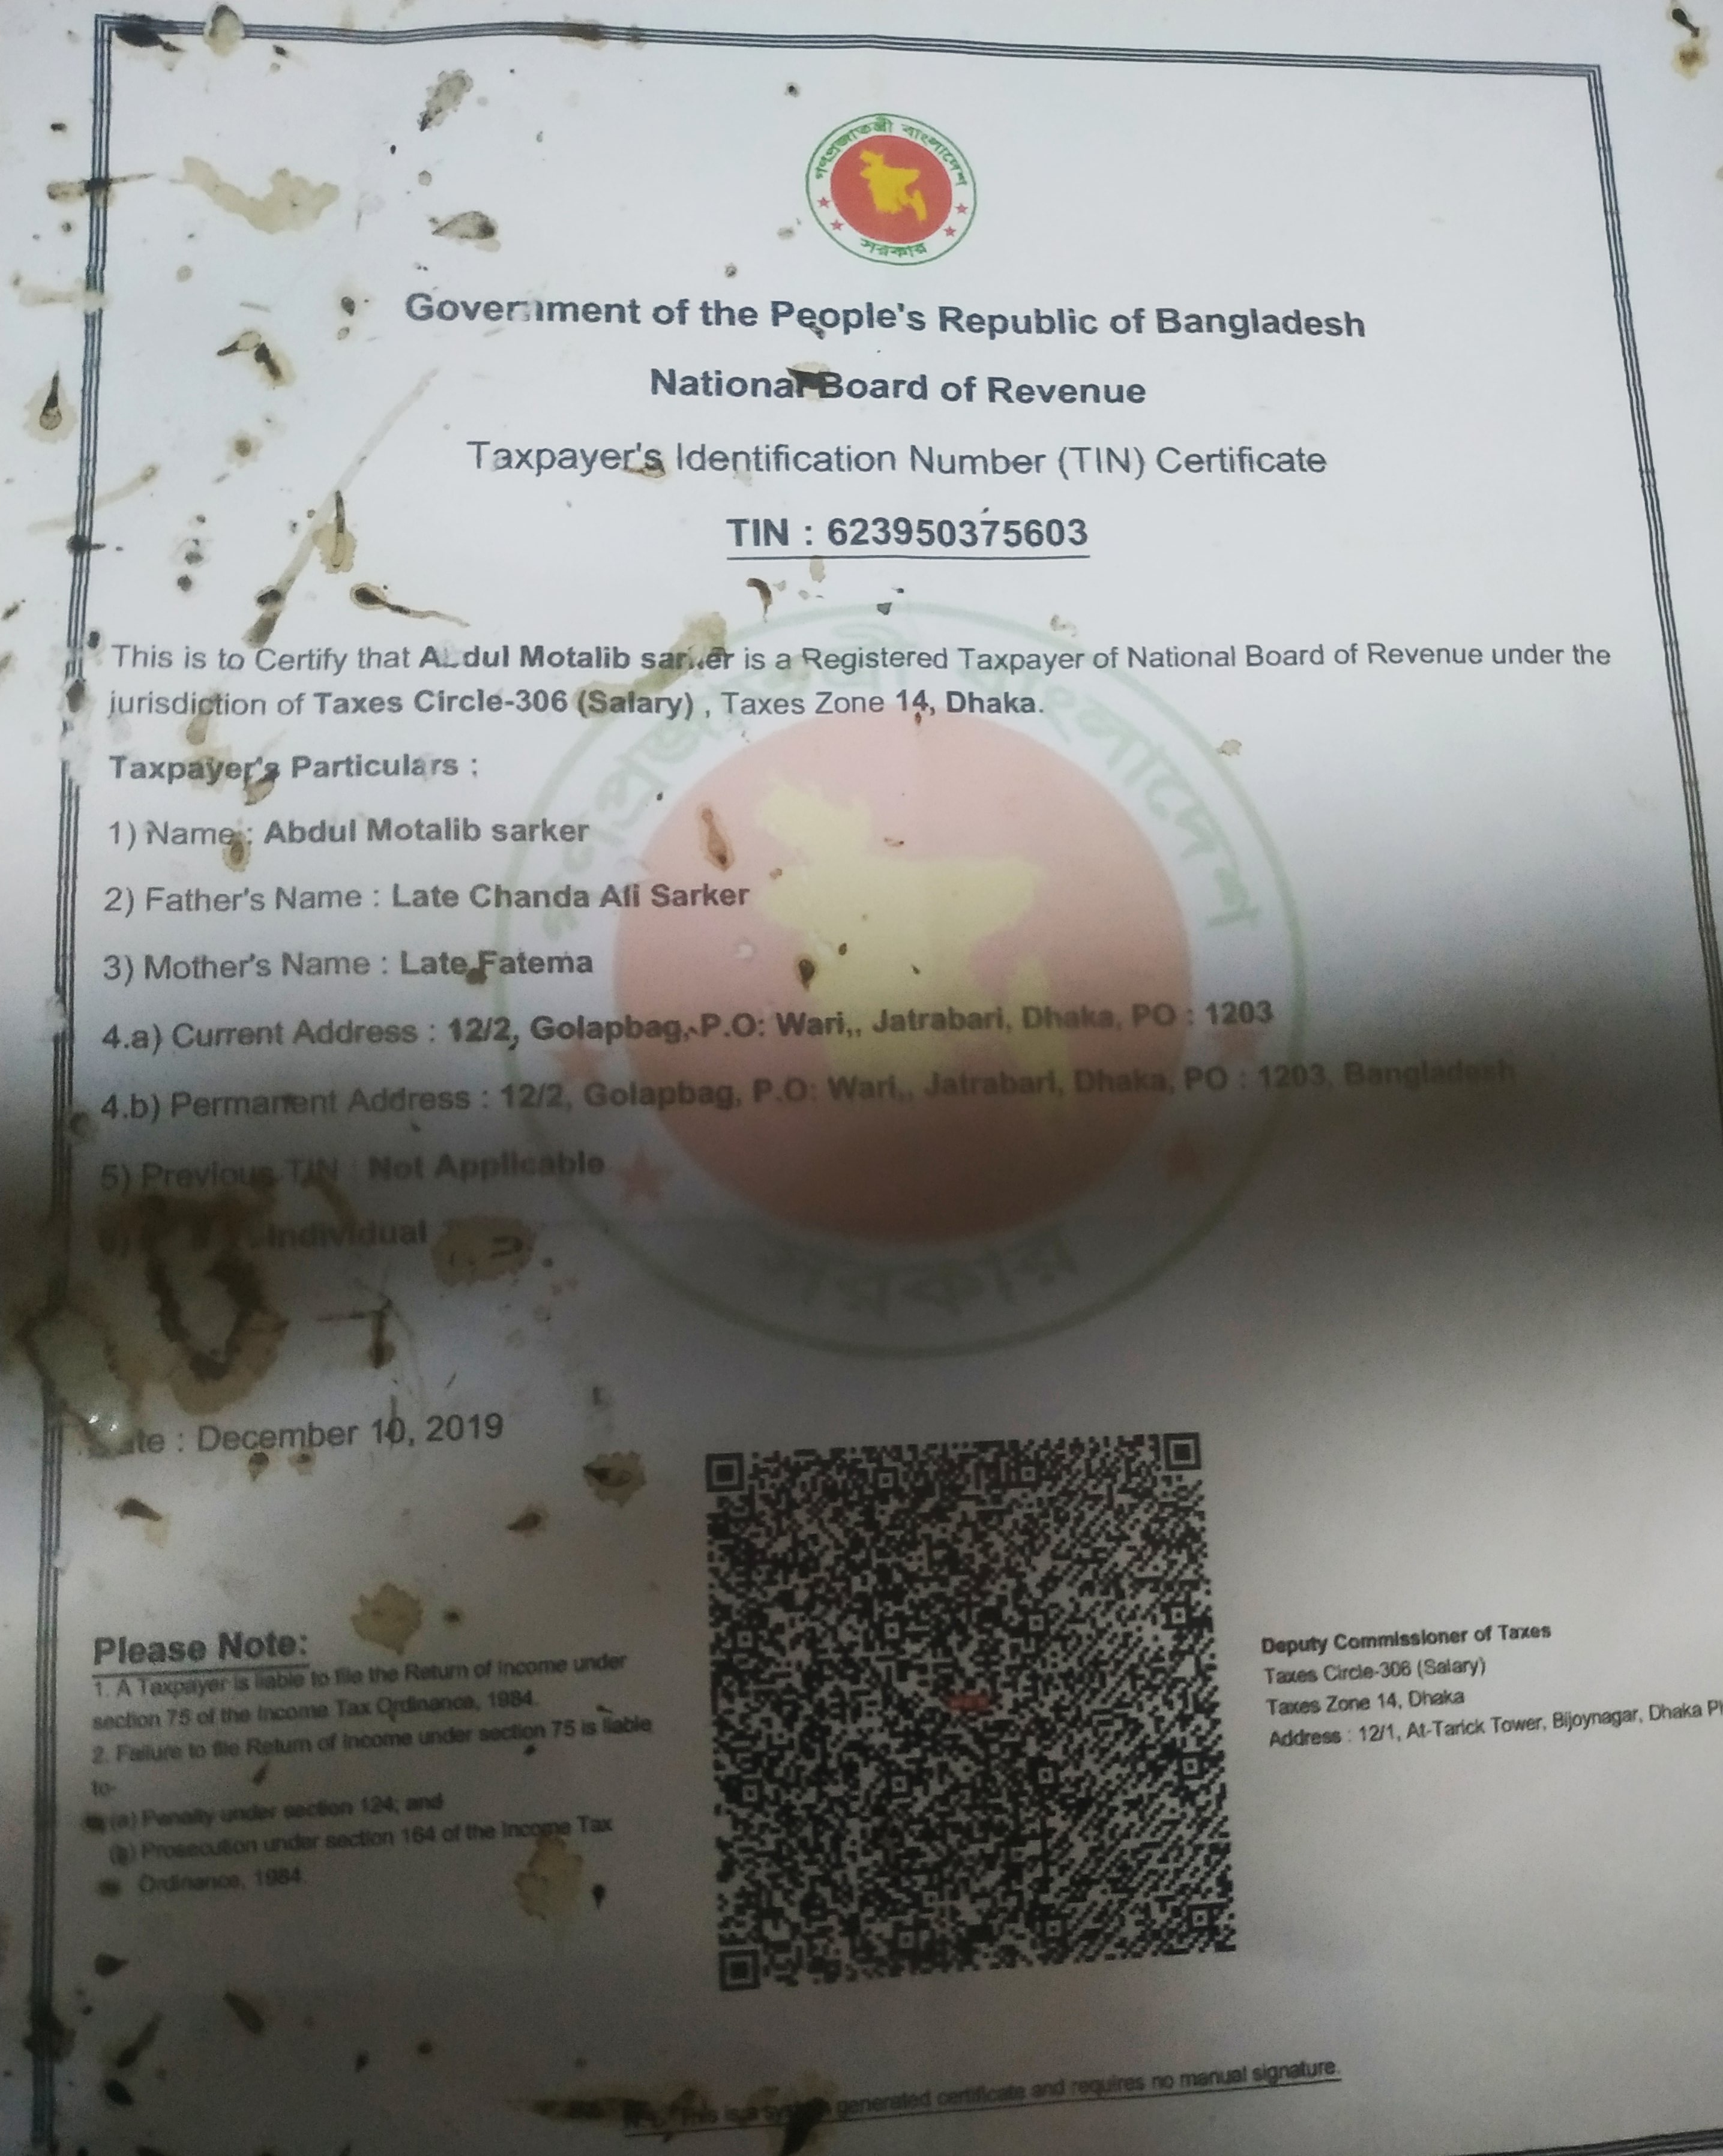 গণপ্রজাতন্ত্রী বাংলাদেশ
সরকার
Government of the People's Republic of Bangladesh
National Board of Revenue
Taxpayer's Identification Number (TIN) Certificate
TIN : 623950375603
This is to Certify that Abdul Motalib sarker is a Registered Taxpayer of National Board of Revenue under the
jurisdiction of Taxes Circle-306 (Salary) , Taxes Zone 14, Dhaka.
Taxpayer's Particulars :
1) Name : Abdul Motalib sarker
2) Father's Name : Late Chanda Ali Sarker
3) Mother's Name : Late Fatema
4.a) Current Address : 12/2, Golapbag, P.O: Wari,, Jatrabari, Dhaka, PO : 1203
4.b) Permanent Address : 12/2, Golapbag, P.O: Wari,, Jatrabari, Dhaka, PO : 1203, Bangladesh
5) Previous TIN : Not Applicable
Individual
গণপ্রজাতন্ত্রী বাংলাদেশ
সরকার
Date : December 10, 2019
Please Note:
1. A Taxpayer is liable to file the Return of Income under
section 75 of the Income Tax Ordinance, 1984.
2. Failure to file Return of Income under section 75 is liable
to-
(a) Penalty under section 124; and
(b) Prosecution under section 164 of the Income Tax
Ordinance, 1984.
Deputy Commissioner of Taxes
Taxes Circle-306 (Salary)
Taxes Zone 14, Dhaka
Address : 12/1, At-Tarick Tower, Bijoynagar, Dhaka
This is a system generated certificate and requires no manual signature.